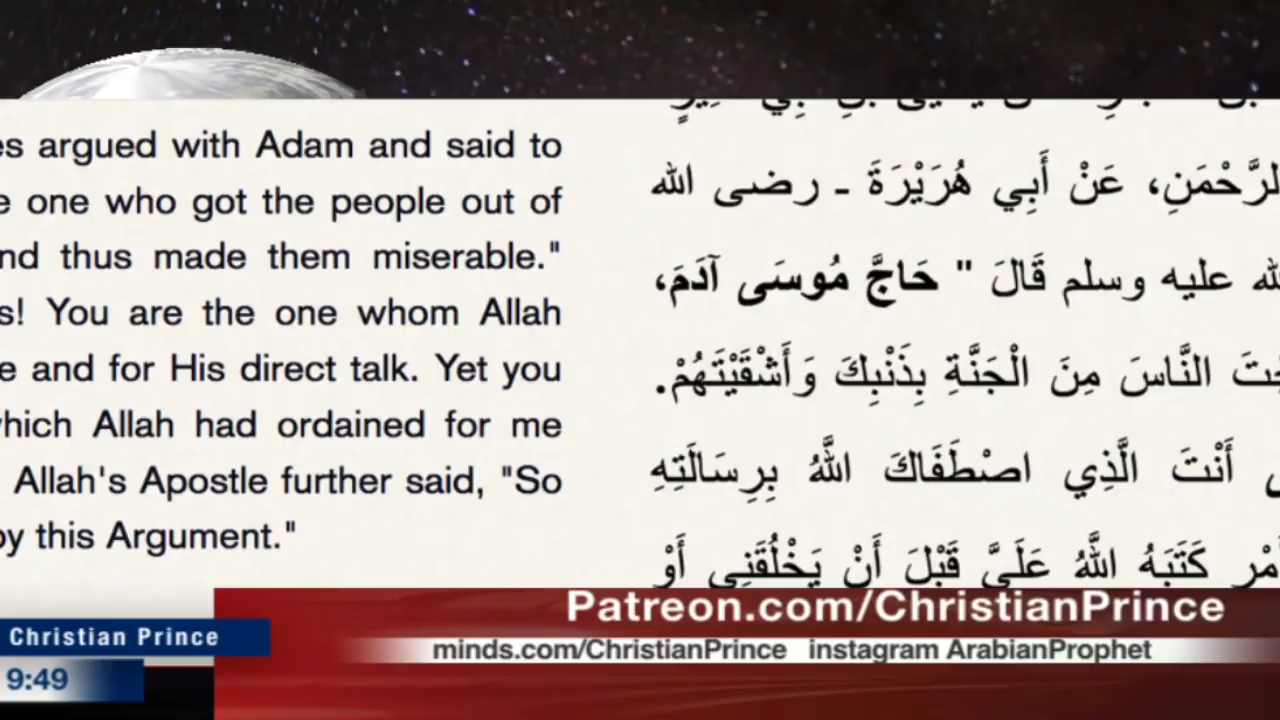 es argued with Adam and said to
e one who got the people out of
nd thus made them miserable."
s! You are the one whom Allah
e and for His direct talk. Yet you
which Allah had ordained for me
Allah's Apostle further said, "So
by this Argument."
الرَّحْمَنِ، عَنْ أَبِي هُرَيْرَةَ ـ رضى الله
الله عليه وسلم قَالَ " حَاجَّ مُوسَى آدَمَ،
جْتَ النَّاسَ مِنَ الْجَنَّةِ بِذَنْبِكَ وَأَشْقَيْتَهُمْ.
أَنْتَ الَّذِي اصْطَفَاكَ اللَّهُ بِرِسَالَتِهِ
أَمْرٍ كَتَبَهُ اللَّهُ عَلَىَّ قَبْلَ أَنْ يَخْلُقَنِي أَوْ
Patreon.com/ChristianPrince
Christian Prince
minds.com/ChristianPrince instagram ArabianProphet
9:49